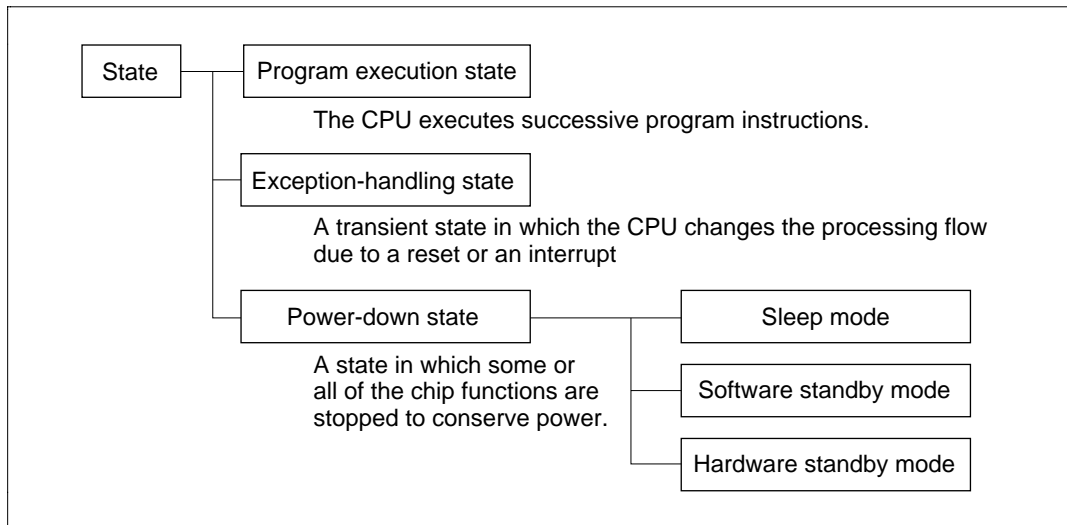 State
Program execution state
The CPU executes successive program instructions.
Exception-handling state
A transient state in which the CPU changes the processing flow
due to a reset or an interrupt
Power-down state
A state in which some or
all of the chip functions are
stopped to conserve power.
Sleep mode
Software standby mode
Hardware standby mode